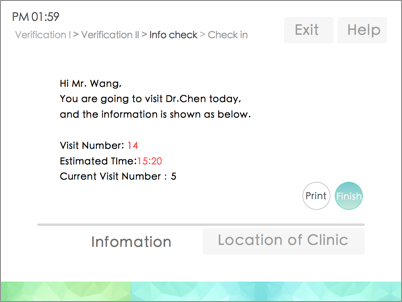 PM 01:59
Verification I > Verification II > Info check > Check in
Exit
Help
Hi Mr. Wang,
You are going to visit Dr.Chen today,
and the information is shown as below.
Visit Number: 14
Estimated TIme:15:20
Current Visit Number : 5
Print
Finish
Infomation
Location of Clinic